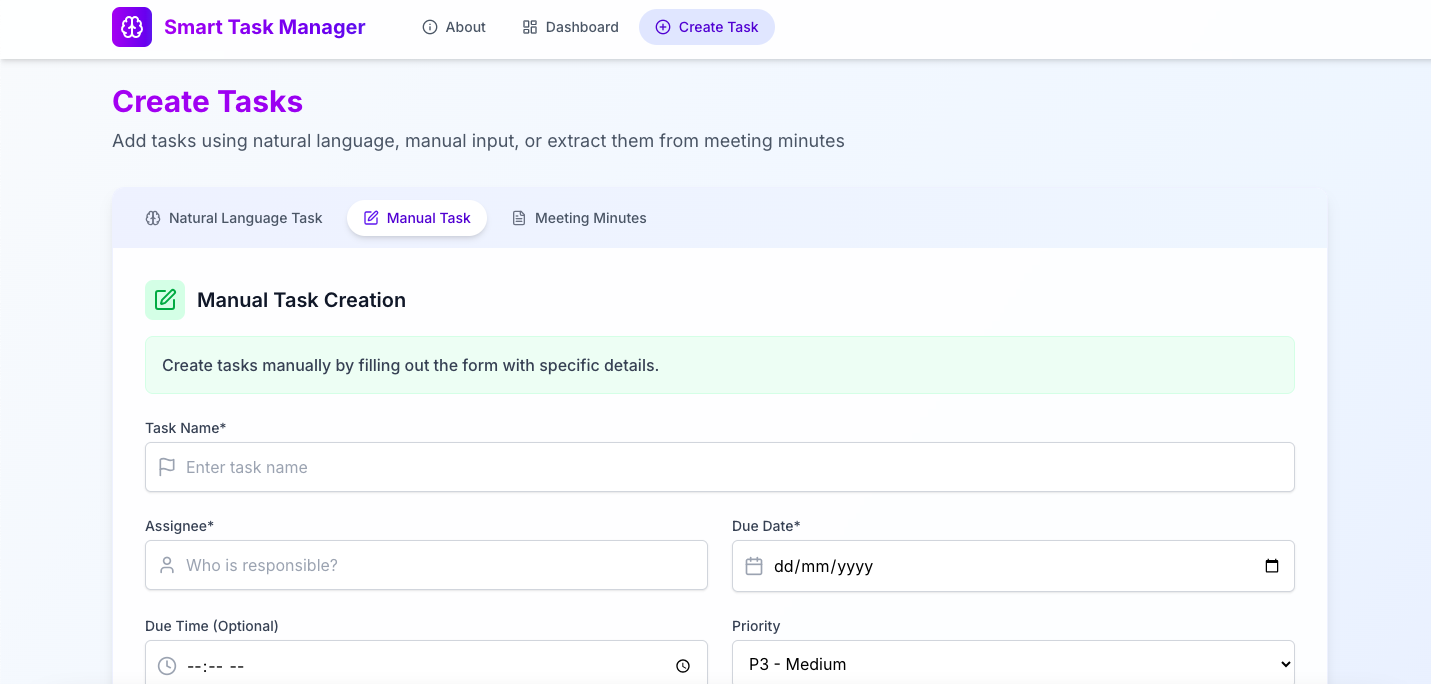 Smart Task Manager
About
Dashboard
Create Task
Create Tasks
Add tasks using natural language, manual input, or extract them from meeting minutes
Natural Language Task
Manual Task
Meeting Minutes
Manual Task Creation
Create tasks manually by filling out the form with specific details.
Task Name*
Enter task name
Assignee*
Due Date*
Who is responsible?
dd/mm/yyyy
Due Time (Optional)
Priority
--:-- --
P3 - Medium